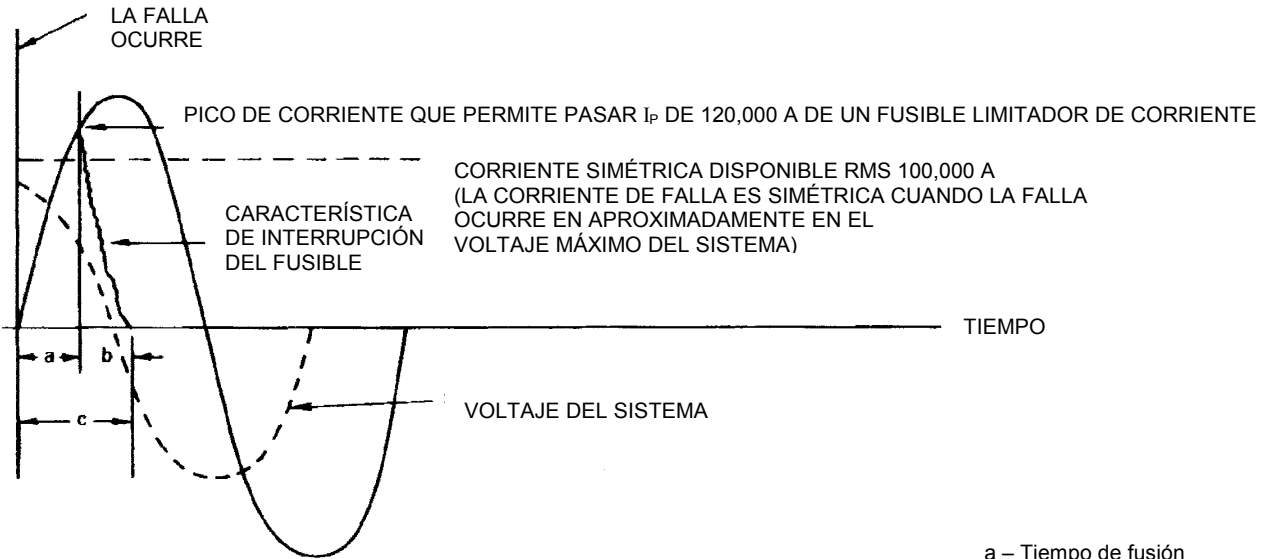 LA FALLA
OCURRE
PICO DE CORRIENTE QUE PERMITE PASAR IP DE 120,000 A DE UN FUSIBLE LIMITADOR DE CORRIENTE
CORRIENTE SIMÉTRICA DISPONIBLE RMS 100,000 A
(LA CORRIENTE DE FALLA ES SIMÉTRICA CUANDO LA FALLA
OCURRE EN APROXIMADAMENTE EN EL
VOLTAJE MÁXIMO DEL SISTEMA)
CARACTERÍSTICA
DE INTERRUPCIÓN
DEL FUSIBLE
TIEMPO
a
b
c
VOLTAJE DEL SISTEMA
a – Tiempo de fusión